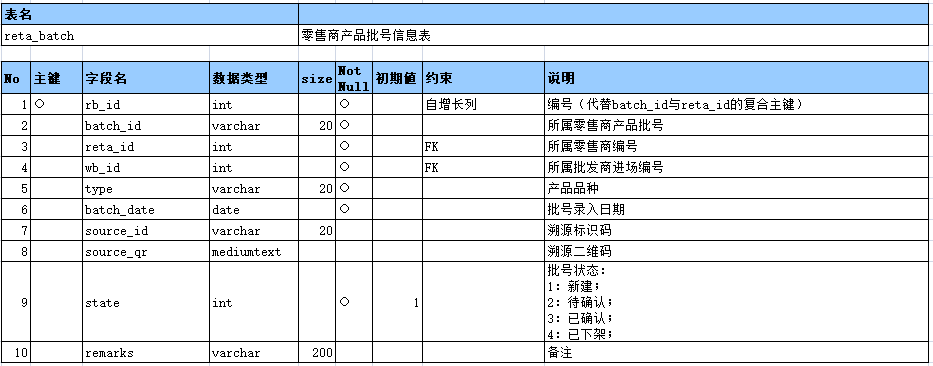 表名
reta_batch 零售商产品批号信息表
No 主键 字段名 数据类型 size Not Null 初期值 约束 说明
1 ○ rb_id int ○ 自增长列 编号（代替batch_id与reta_id的复合主键）
2 batch_id varchar 20 ○ 所属零售商产品批号
3 reta_id int ○ FK 所属零售商编号
4 wb_id int ○ FK 所属批发商进场编号
5 type varchar 20 ○ 产品品种
6 batch_date date ○ 批号录入日期
7 source_id varchar 20 溯源标识码
8 source_qr mediumtext 溯源二维码
9 state int ○ 1 批号状态：
1：新建；
2：待确认；
3：已确认；
4：已下架；
10 remarks varchar 200 备注